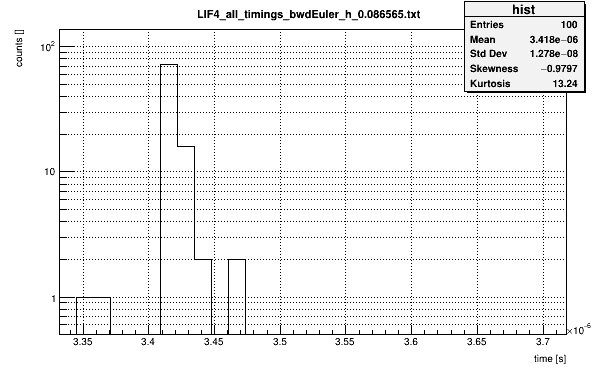 LIF4_all_timings_bwdEuler_h_0.086565.txt
hist
Entries 100
Mean 3.418e−06
Std Dev 1.278e−08
Skewness −0.9797
Kurtosis 13.24
counts []
10²
10
1
3.35 3.4 3.45 3.5 3.55 3.6 3.65 3.7
×10⁻⁶
time [s]